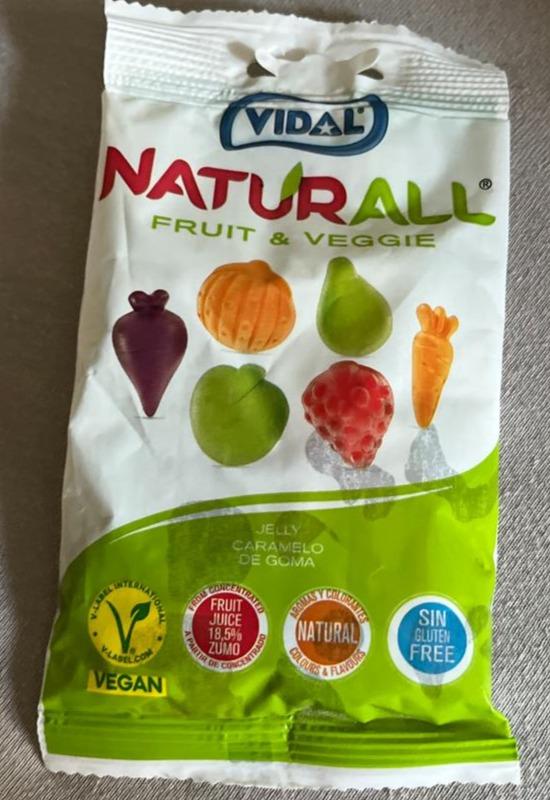 VIDAL®
NATURALL®
FRUIT & VEGGIE
JELLY
CARAMELO
DE GOMA
V-LABEL INTERNATIONAL
V-LABEL.COM
VEGAN
FROM CONCENTRATED
FRUIT
JUICE
18,5%
ZUMO
A PARTIR DE CONCENTRADO
AROMAS Y COLORANTES
NATURAL
COLOURS & FLAVOURS
SIN
GLUTEN
FREE